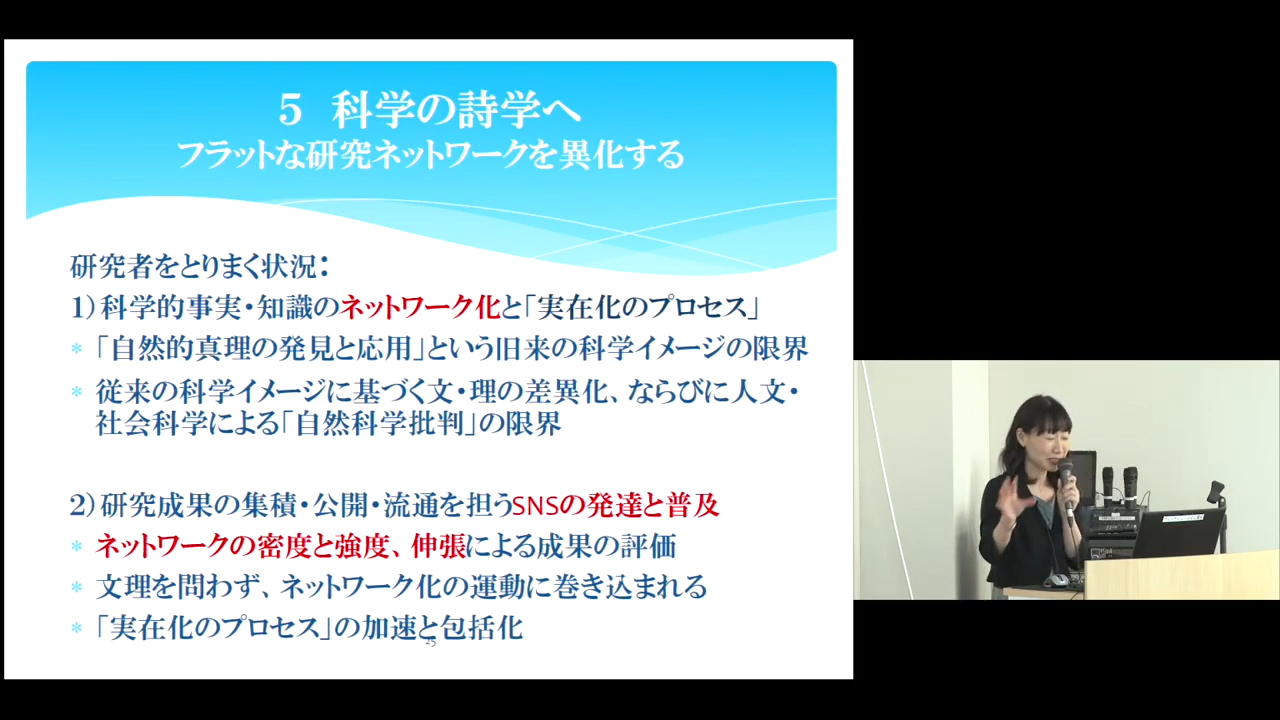 5 科学の詩学へ
フラットな研究ネットワークを異化する
研究者をとりまく状況：
1）科学的事実・知識のネットワーク化と「実在化のプロセス」
* 「自然的真理の発見と応用」という旧来の科学イメージの限界
* 従来の科学イメージに基づく文・理の差異化、ならびに人文・
社会科学による「自然科学批判」の限界
2）研究成果の集積・公開・流通を担うSNSの発達と普及
* ネットワークの密度と強度、伸張による成果の評価
* 文理を問わず、ネットワーク化の運動に巻き込まれる
* 「実在化のプロセス」の加速と包括化
25